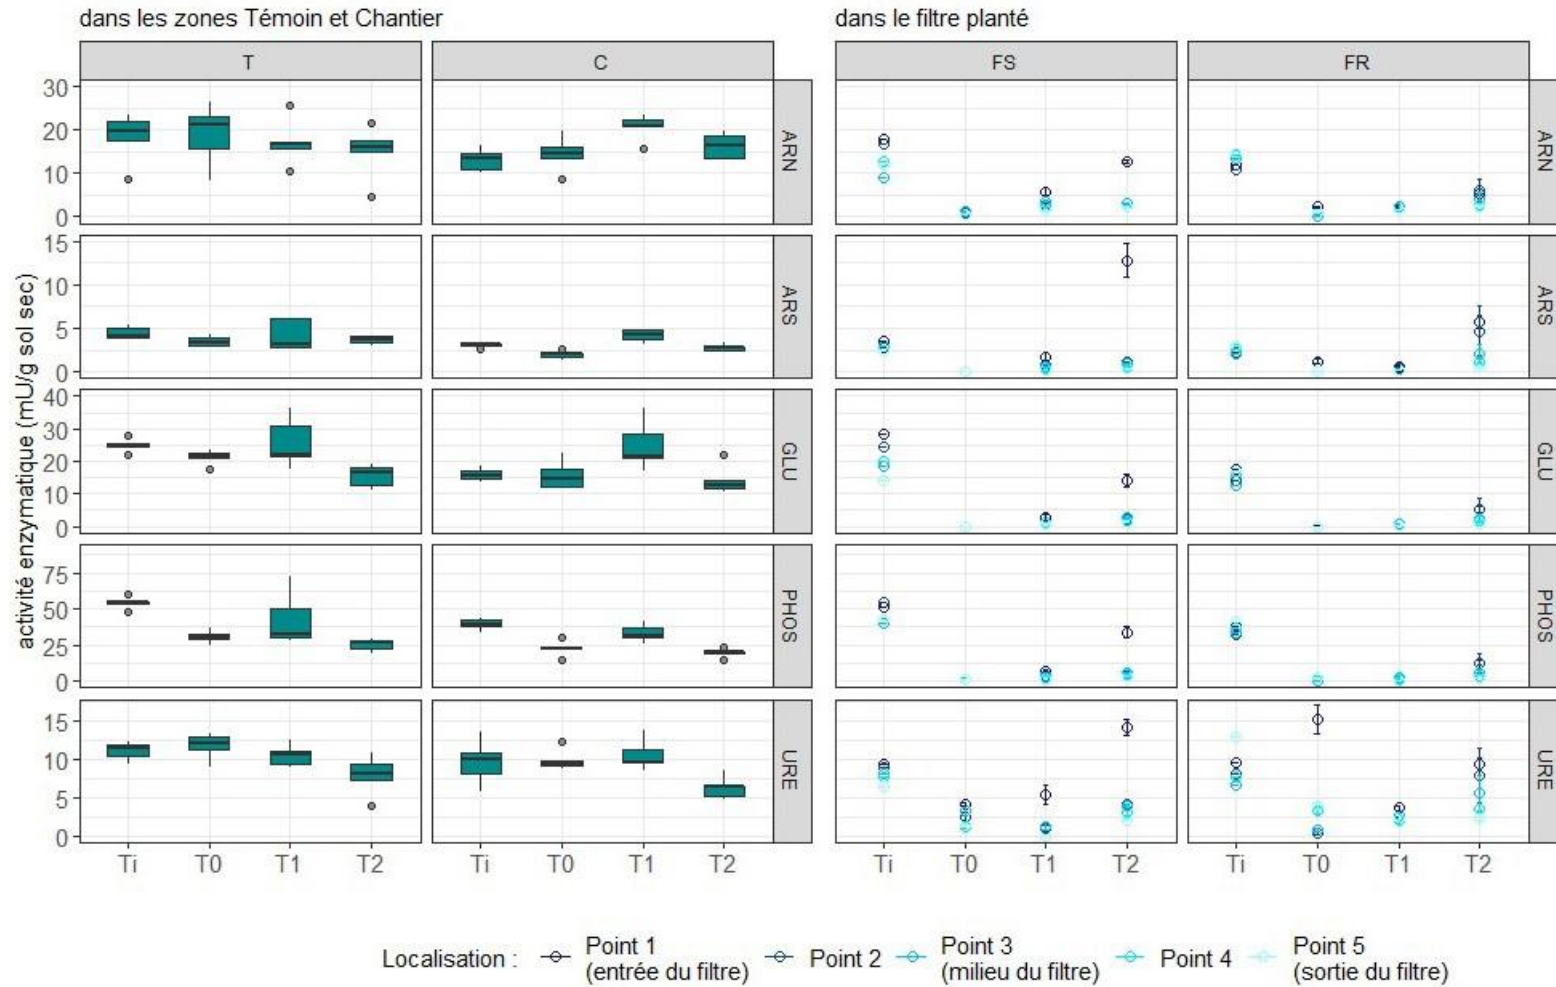 dans les zones Témoin et Chantier
dans le filtre planté
T
C
FS
FR
activité enzymatique (mU/g sol sec)
30
20
10
0
ARN
ARN
15
10
5
0
ARS
ARS
40
30
20
10
0
GLU
GLU
75
50
25
0
PHOS
PHOS
15
10
5
0
URE
URE
Ti T0 T1 T2
Ti T0 T1 T2
Ti T0 T1 T2
Ti T0 T1 T2
Localisation :
Point 1
(entrée du filtre)
Point 2
Point 3
(milieu du filtre)
Point 4
Point 5
(sortie du filtre)